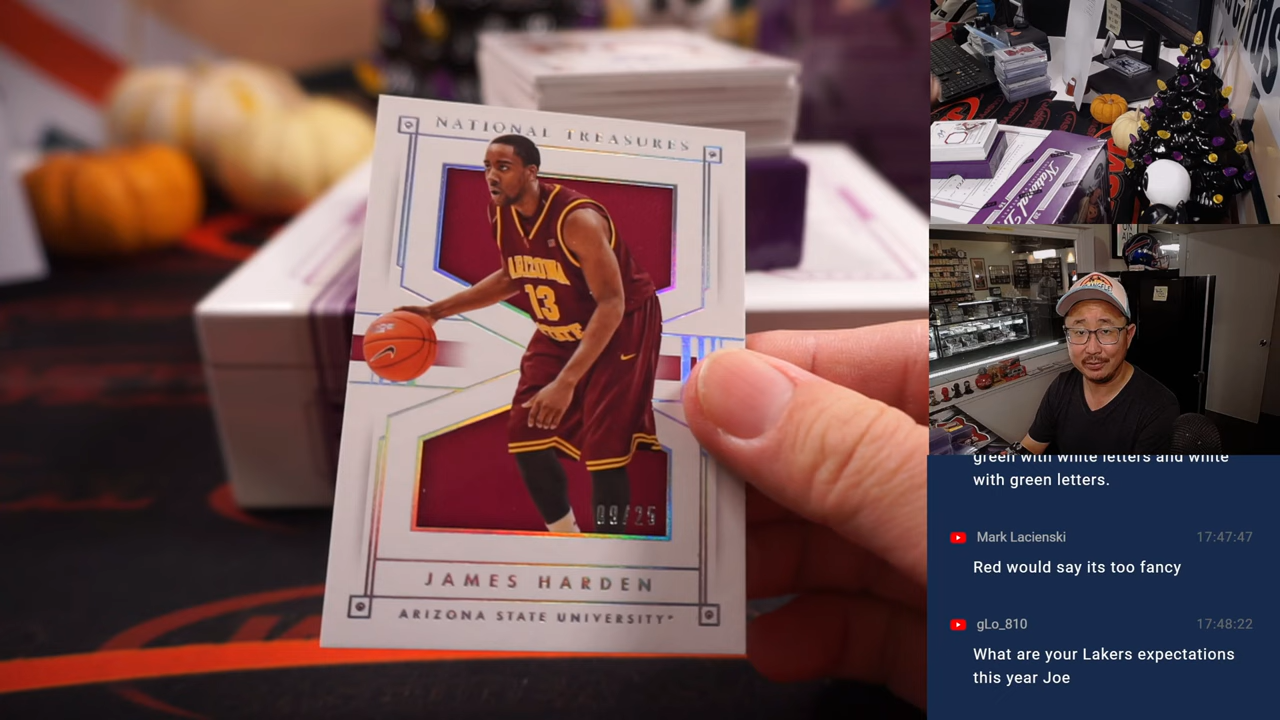 NATIONAL TREASURES
ARIZONA
13
STATE
09/25
JAMES HARDEN
ARIZONA STATE UNIVERSITY
green with white letters and white
with green letters.
Mark Lacienski 17:47:47
Red would say its too fancy
gLo_810 17:48:22
What are your Lakers expectations
this year Joe